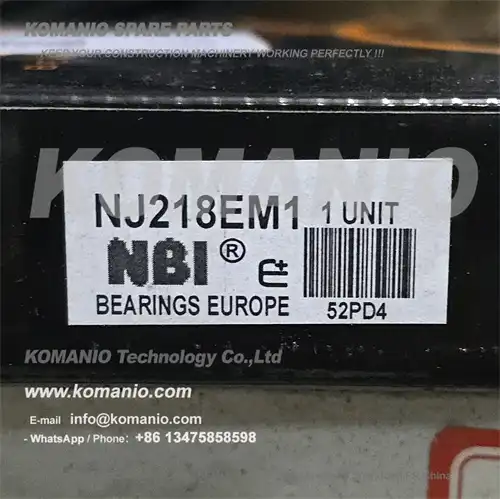 KOMANIO SPARE PARTS
KEEP YOUR CONSTRUCTION MACHINERY WORKING PERFECTLY !!!
KOMANIO
NJ218EM1 1 UNIT
NBI ®
BEARINGS EUROPE 52PD4
KOMANIO Technology Co.,Ltd
www.komanio.com
E-mail info@komanio.com
- WhatsApp / Phone: +86 13475858598